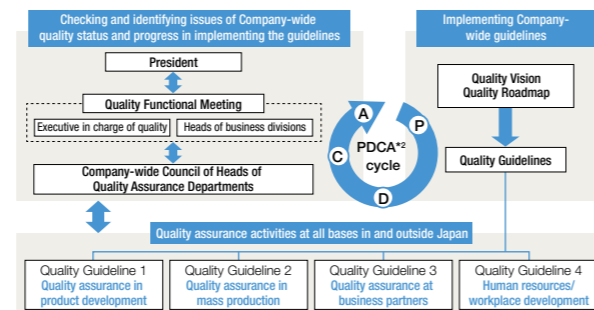 Checking and identifying issues of Company-wide
quality status and progress in implementing the guidelines
Implementing Company-
wide guidelines
President
Quality Functional Meeting
Executive in charge of quality
Heads of business divisions
Company-wide Council of Heads of
Quality Assurance Departments
A
P
C
D
PDCA*2
cycle
Quality Vision
Quality Roadmap
Quality Guidelines
Quality assurance activities at all bases in and outside Japan
Quality Guideline 1
Quality assurance in
product development
Quality Guideline 2
Quality assurance in
mass production
Quality Guideline 3
Quality assurance at
business partners
Quality Guideline 4
Human resources/
workplace development